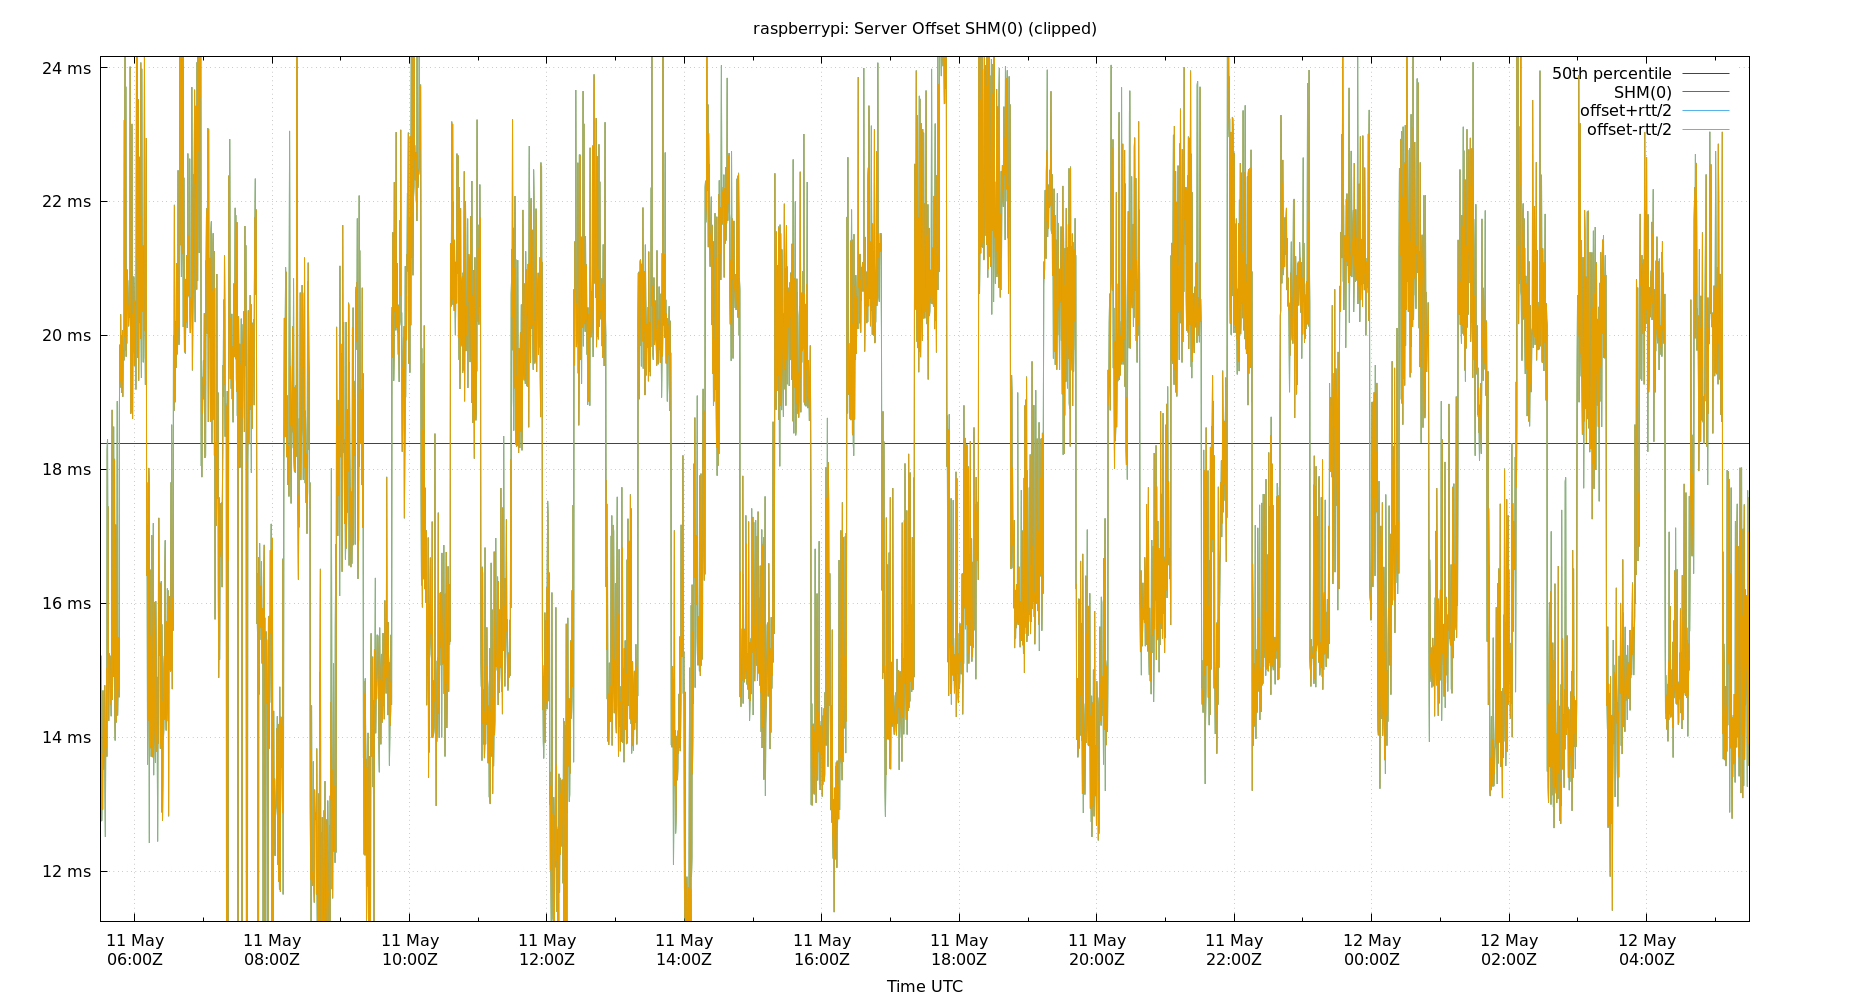 raspberrypi: Server Offset SHM(0) (clipped)
24 ms
22 ms
20 ms
18 ms
16 ms
14 ms
12 ms
50th percentile
SHM(0)
offset+rtt/2
offset-rtt/2
11 May 11 May 11 May 11 May 11 May 11 May 11 May 11 May 11 May 12 May 12 May 12 May
06:00Z 08:00Z 10:00Z 12:00Z 14:00Z 16:00Z 18:00Z 20:00Z 22:00Z 00:00Z 02:00Z 04:00Z
Time UTC